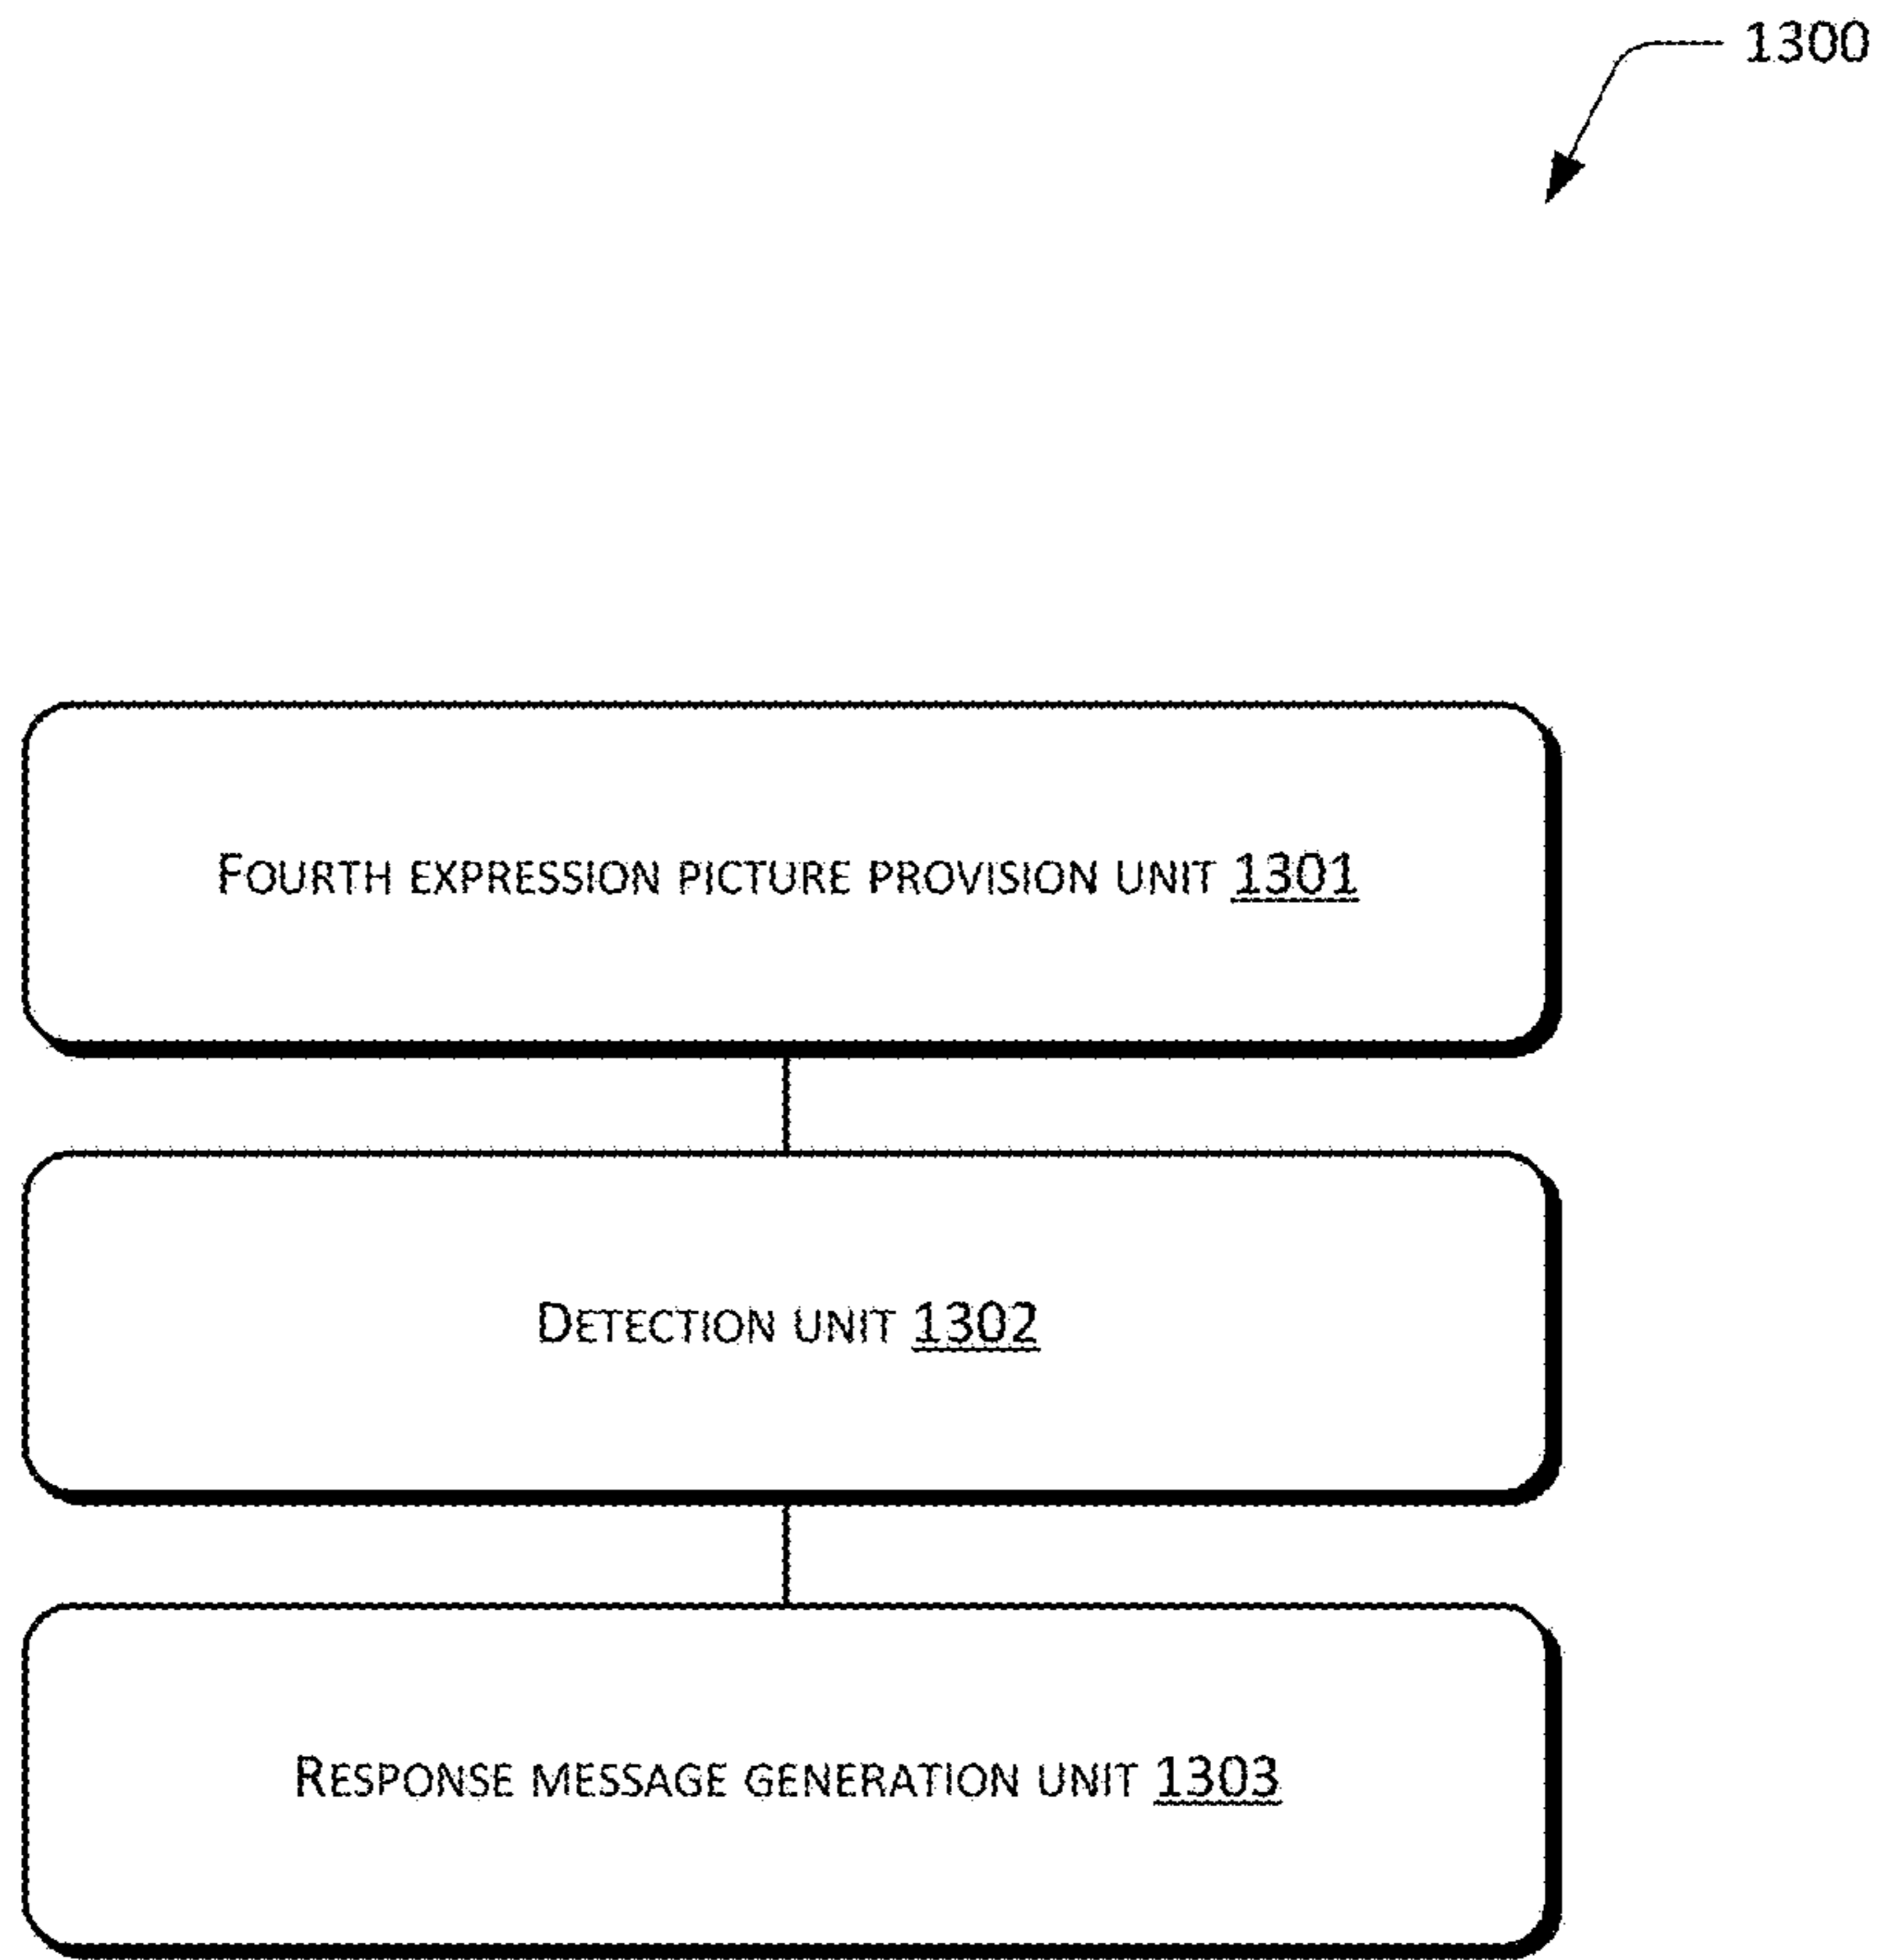 1300
Fourth expression picture provision unit 1301
Detection unit 1302
Response message generation unit 1303